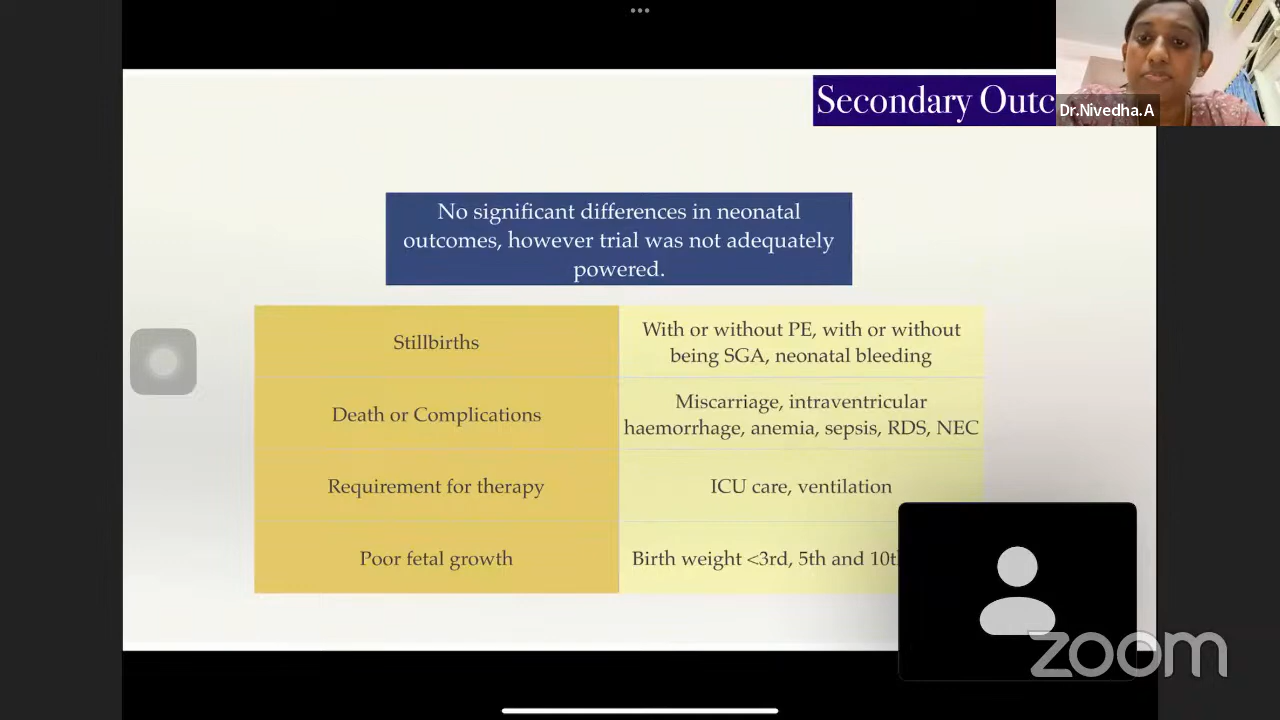 Secondary Outc
Dr.Nivedha.A
No significant differences in neonatal
outcomes, however trial was not adequately
powered.
Stillbirths
With or without PE, with or without
being SGA, neonatal bleeding
Death or Complications
Miscarriage, intraventricular
haemorrhage, anemia, sepsis, RDS, NEC
Requirement for therapy
ICU care, ventilation
Poor fetal growth
Birth weight <3rd, 5th and 10th
zoom